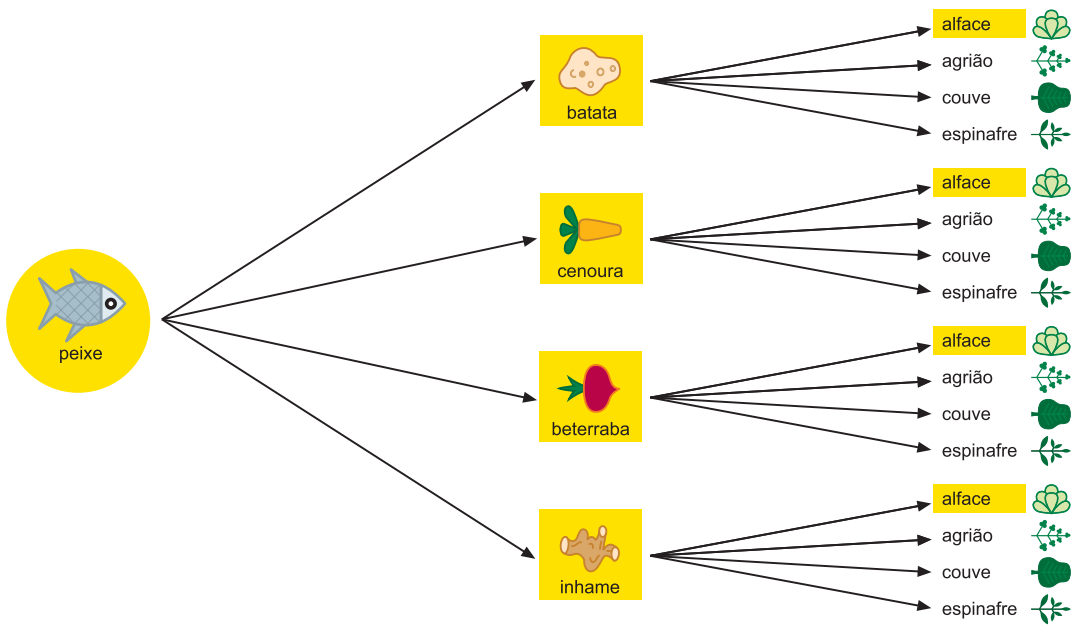 peixe
batata
alface
agrião
couve
espinafre
cenoura
alface
agrião
couve
espinafre
beterraba
alface
agrião
couve
espinafre
inhame
alface
agrião
couve
espinafre